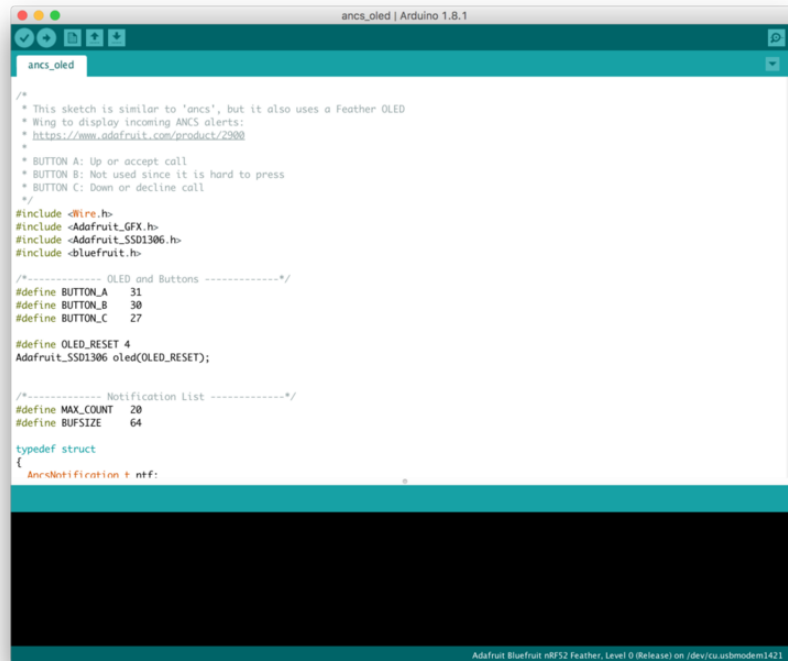 ancs_oled | Arduino 1.8.1
ancs_oled
/*
 * This sketch is similar to 'ancs', but it also uses a Feather OLED
 * Wing to display incoming ANCS alerts:
 * https://www.adafruit.com/product/2900
 *
 * BUTTON A: Up or accept call
 * BUTTON B: Not used since it is hard to press
 * BUTTON C: Down or decline call
 */
#include <Wire.h>
#include <Adafruit_GFX.h>
#include <Adafruit_SSD1306.h>
#include <bluefruit.h>
/*------------- OLED and Buttons -------------*/
#define BUTTON_A    31
#define BUTTON_B    30
#define BUTTON_C    27
#define OLED_RESET 4
Adafruit_SSD1306 oled(OLED_RESET);
/*------------- Notification List -------------*/
#define MAX_COUNT   20
#define BUFSIZE     64
typedef struct
{
  AncsNotification_t ntf;
Adafruit Bluefruit nRF52 Feather, Level 0 (Release) on /dev/cu.usbmodem1421